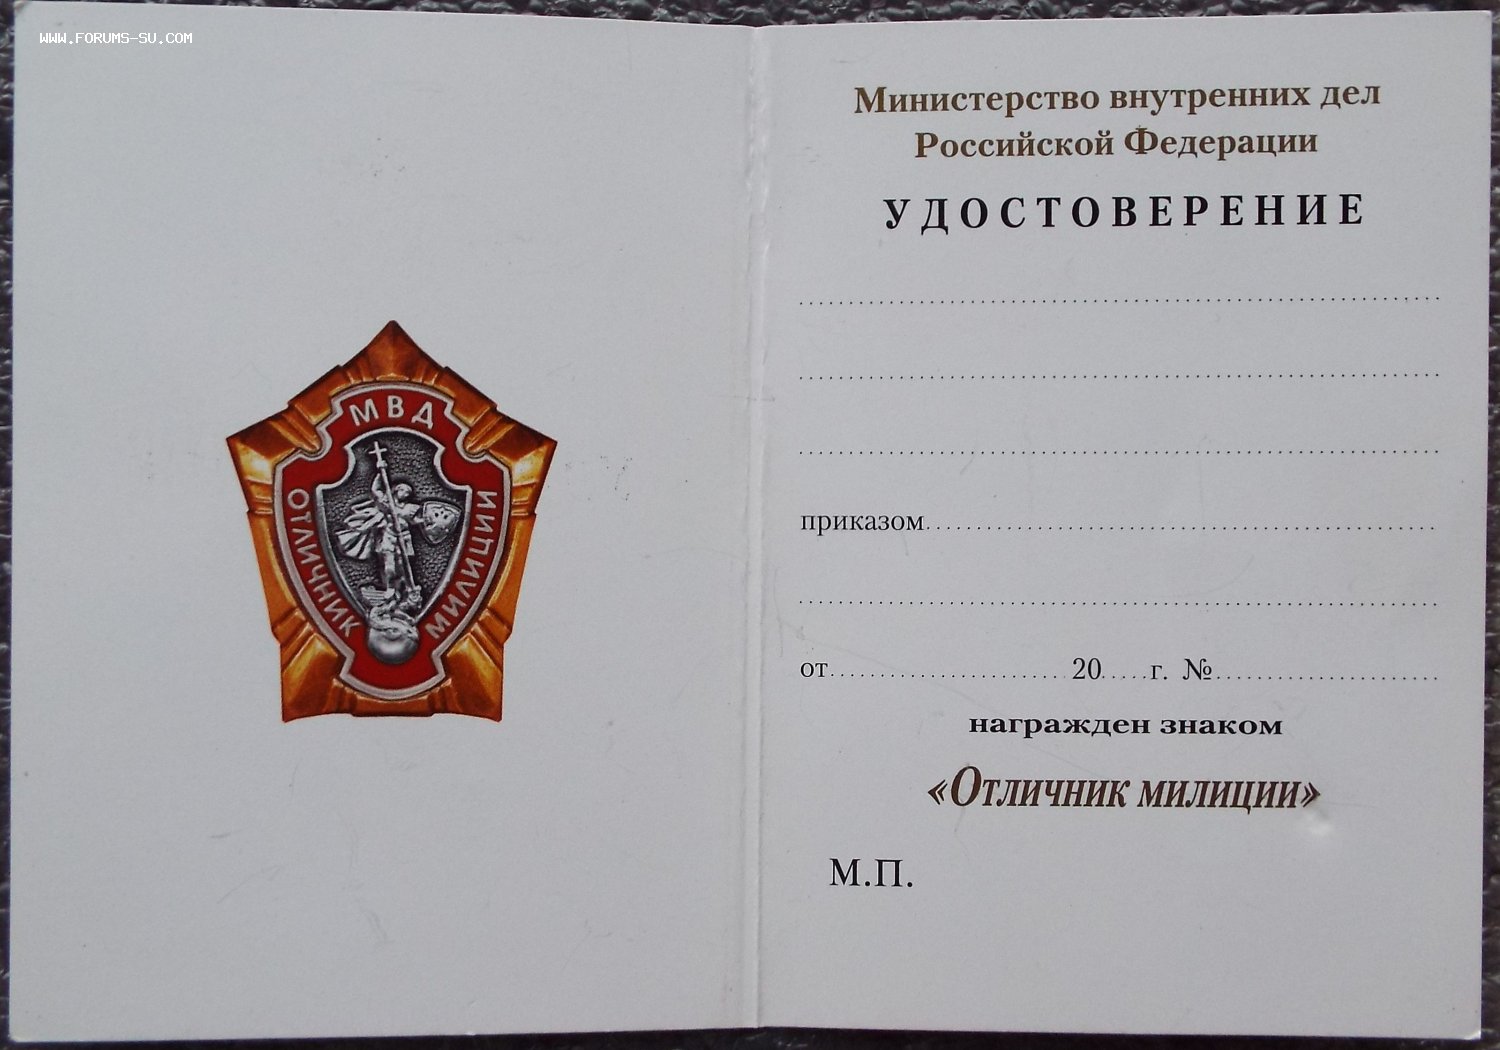 WWW.FORUMS-SU.COM
МВД
ОТЛИЧНИК
МИЛИЦИИ
Министерство внутренних дел
Российской Федерации
УДОСТОВЕРЕНИЕ
приказом
от 20 г. №
награжден знаком
«Отличник милиции»
М.П.